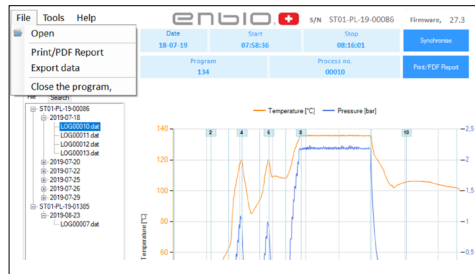 File Tools Help
ENBIO
S/N ST01-PL-19-00086
Firmware, 27.3
Open
Print/PDF Report
Export data
Close the program,
Date
18-07-19
Start
07:58:36
Stop
08:16:01
Synchronise
Program
134
Process no.
00010
Print/PDF Report
File Search
ST01-PL-19-00086
2019-07-18
LOG00010.dat
LOG00011.dat
LOG00012.dat
LOG00013.dat
2019-07-20
2019-07-22
2019-07-25
2019-07-26
2019-07-29
ST01-PL-19-01385
2019-08-23
LOG00007.dat
Temperature [°C] Pressure [bar]
2 4 6 8 10
140
120
100
80
60
Temperature [°C]
2,5
2
1,5
1
0,5